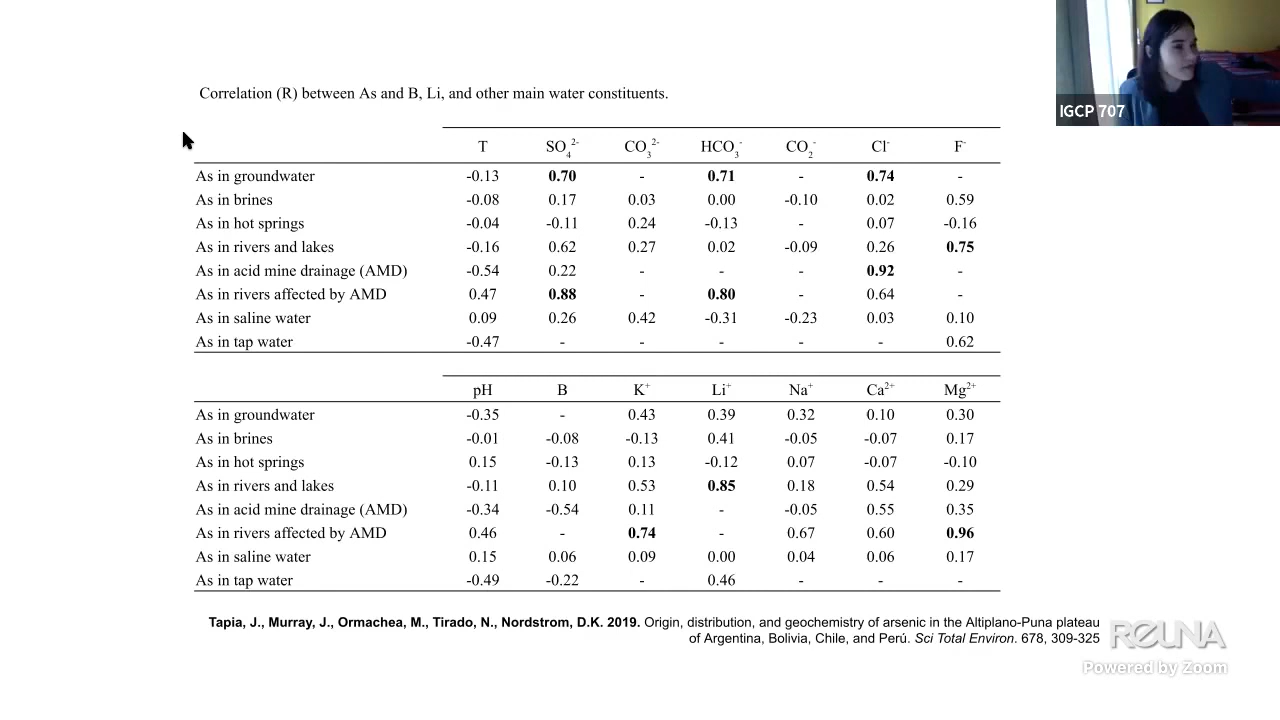 IGCP 707
Correlation (R) between As and B, Li, and other main water constituents.
T SO₄²⁻ CO₃²⁻ HCO₃⁻ CO₂⁻ Cl⁻ F⁻
As in groundwater -0.13 0.70 - 0.71 - 0.74 -
As in brines -0.08 0.17 0.03 0.00 -0.10 0.02 0.59
As in hot springs -0.04 -0.11 0.24 -0.13 - 0.07 -0.16
As in rivers and lakes -0.16 0.62 0.27 0.02 -0.09 0.26 0.75
As in acid mine drainage (AMD) -0.54 0.22 - - - 0.92 -
As in rivers affected by AMD 0.47 0.88 - 0.80 - 0.64 -
As in saline water 0.09 0.26 0.42 -0.31 -0.23 0.03 0.10
As in tap water -0.47 - - - - - 0.62
pH B K⁺ Li⁺ Na⁺ Ca²⁺ Mg²⁺
As in groundwater -0.35 - 0.43 0.39 0.32 0.10 0.30
As in brines -0.01 -0.08 -0.13 0.41 -0.05 -0.07 0.17
As in hot springs 0.15 -0.13 0.13 -0.12 0.07 -0.07 -0.10
As in rivers and lakes -0.11 0.10 0.53 0.85 0.18 0.54 0.29
As in acid mine drainage (AMD) -0.34 -0.54 0.11 - -0.05 0.55 0.35
As in rivers affected by AMD 0.46 - 0.74 - 0.67 0.60 0.96
As in saline water 0.15 0.06 0.09 0.00 0.04 0.06 0.17
As in tap water -0.49 -0.22 - 0.46 - - -
Tapia, J., Murray, J., Ormachea, M., Tirado, N., Nordstrom, D.K. 2019. Origin, distribution, and geochemistry of arsenic in the Altiplano-Puna plateau
of Argentina, Bolivia, Chile, and Perú. Sci Total Environ. 678, 309-325
REUNA
Powered by Zoom